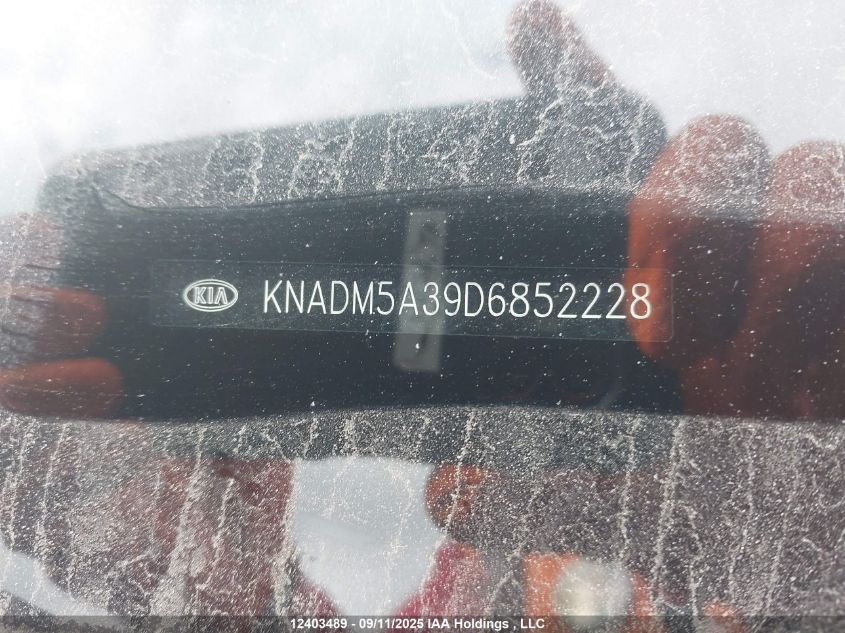 KIA KNADM5A39D6852228
12403489 - 09/11/2025 IAA Holdings , LLC